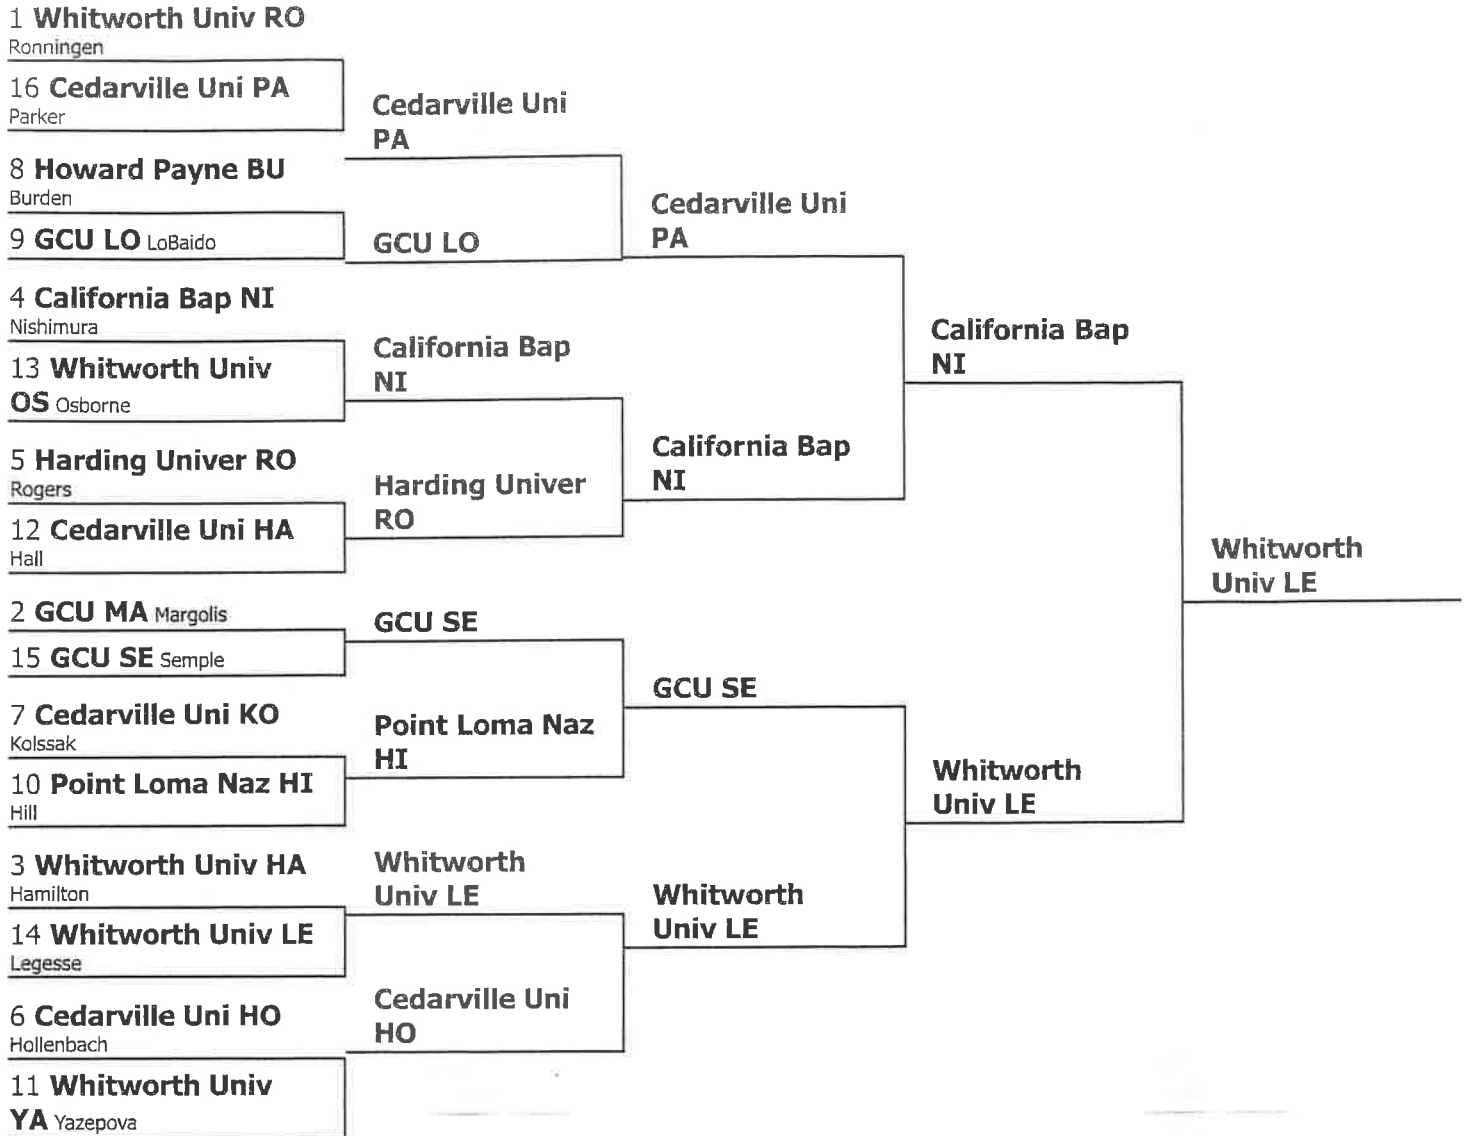 1 Whitworth Univ RO
Ronningen
16 Cedarville Uni PA
Parker
8 Howard Payne BU
Burden
9 GCU LO LoBaido
4 California Bap NI
Nishimura
13 Whitworth Univ
OS Osborne
5 Harding Univer RO
Rogers
12 Cedarville Uni HA
Hall
2 GCU MA Margolis
15 GCU SE Semple
7 Cedarville Uni KO
Kolssak
10 Point Loma Naz HI
Hill
3 Whitworth Univ HA
Hamilton
14 Whitworth Univ LE
Legesse
6 Cedarville Uni HO
Hollenbach
11 Whitworth Univ
YA Yazepova
Cedarville Uni
PA
GCU LO
California Bap
NI
Harding Univer
RO
GCU SE
Point Loma Naz
HI
Whitworth
Univ LE
Cedarville Uni
HO
Cedarville Uni
PA
California Bap
NI
GCU SE
Whitworth
Univ LE
California Bap
NI
Whitworth
Univ LE
Whitworth
Univ LE